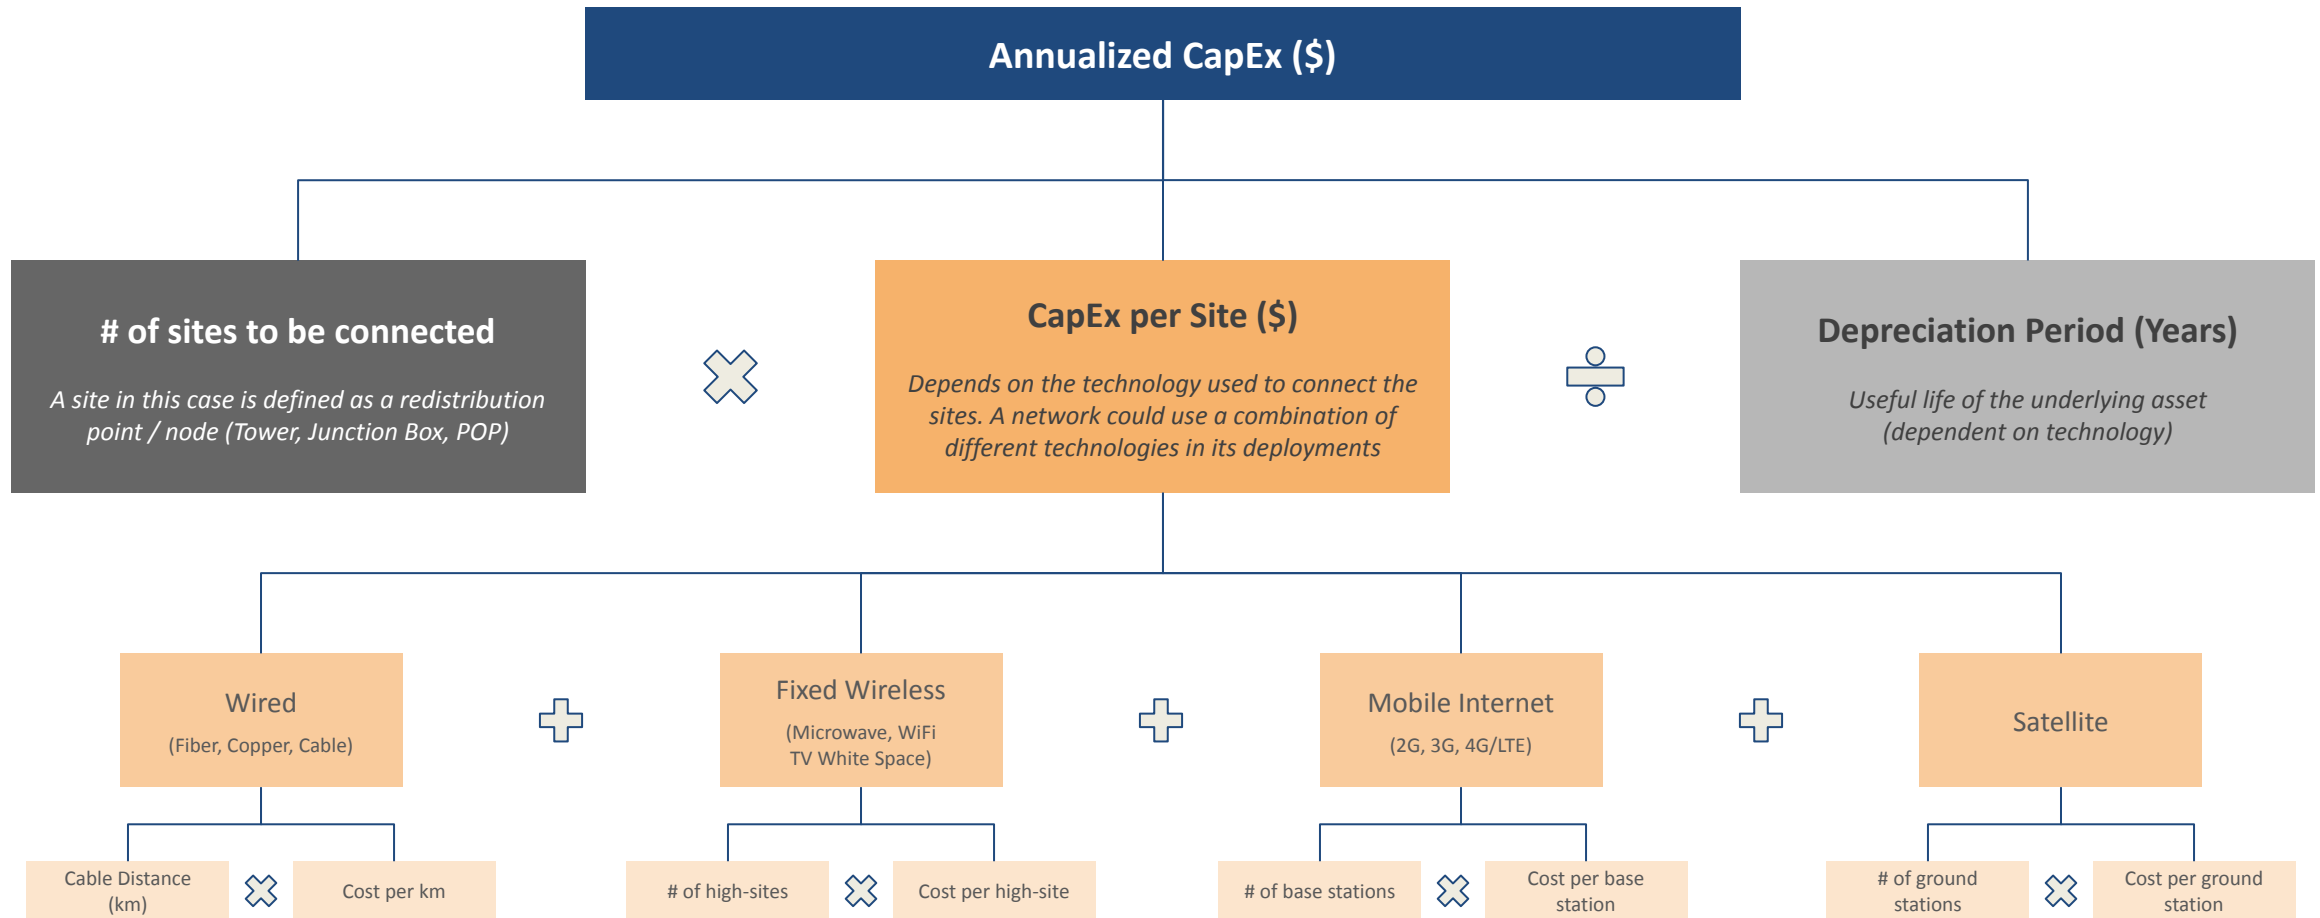 Annualized CapEx ($)
# of sites to be connected
A site in this case is defined as a redistribution
point / node (Tower, Junction Box, POP)
CapEx per Site ($)
Depends on the technology used to connect the
sites. A network could use a combination of
different technologies in its deployments
Depreciation Period (Years)
Useful life of the underlying asset
(dependent on technology)
Wired
(Fiber, Copper, Cable)
Fixed Wireless
(Microwave, WiFi
TV White Space)
Mobile Internet
(2G, 3G, 4G/LTE)
Satellite
Cable Distance
(km)
Cost per km
# of high-sites
Cost per high-site
# of base stations
Cost per base
station
# of ground
stations
Cost per ground
station